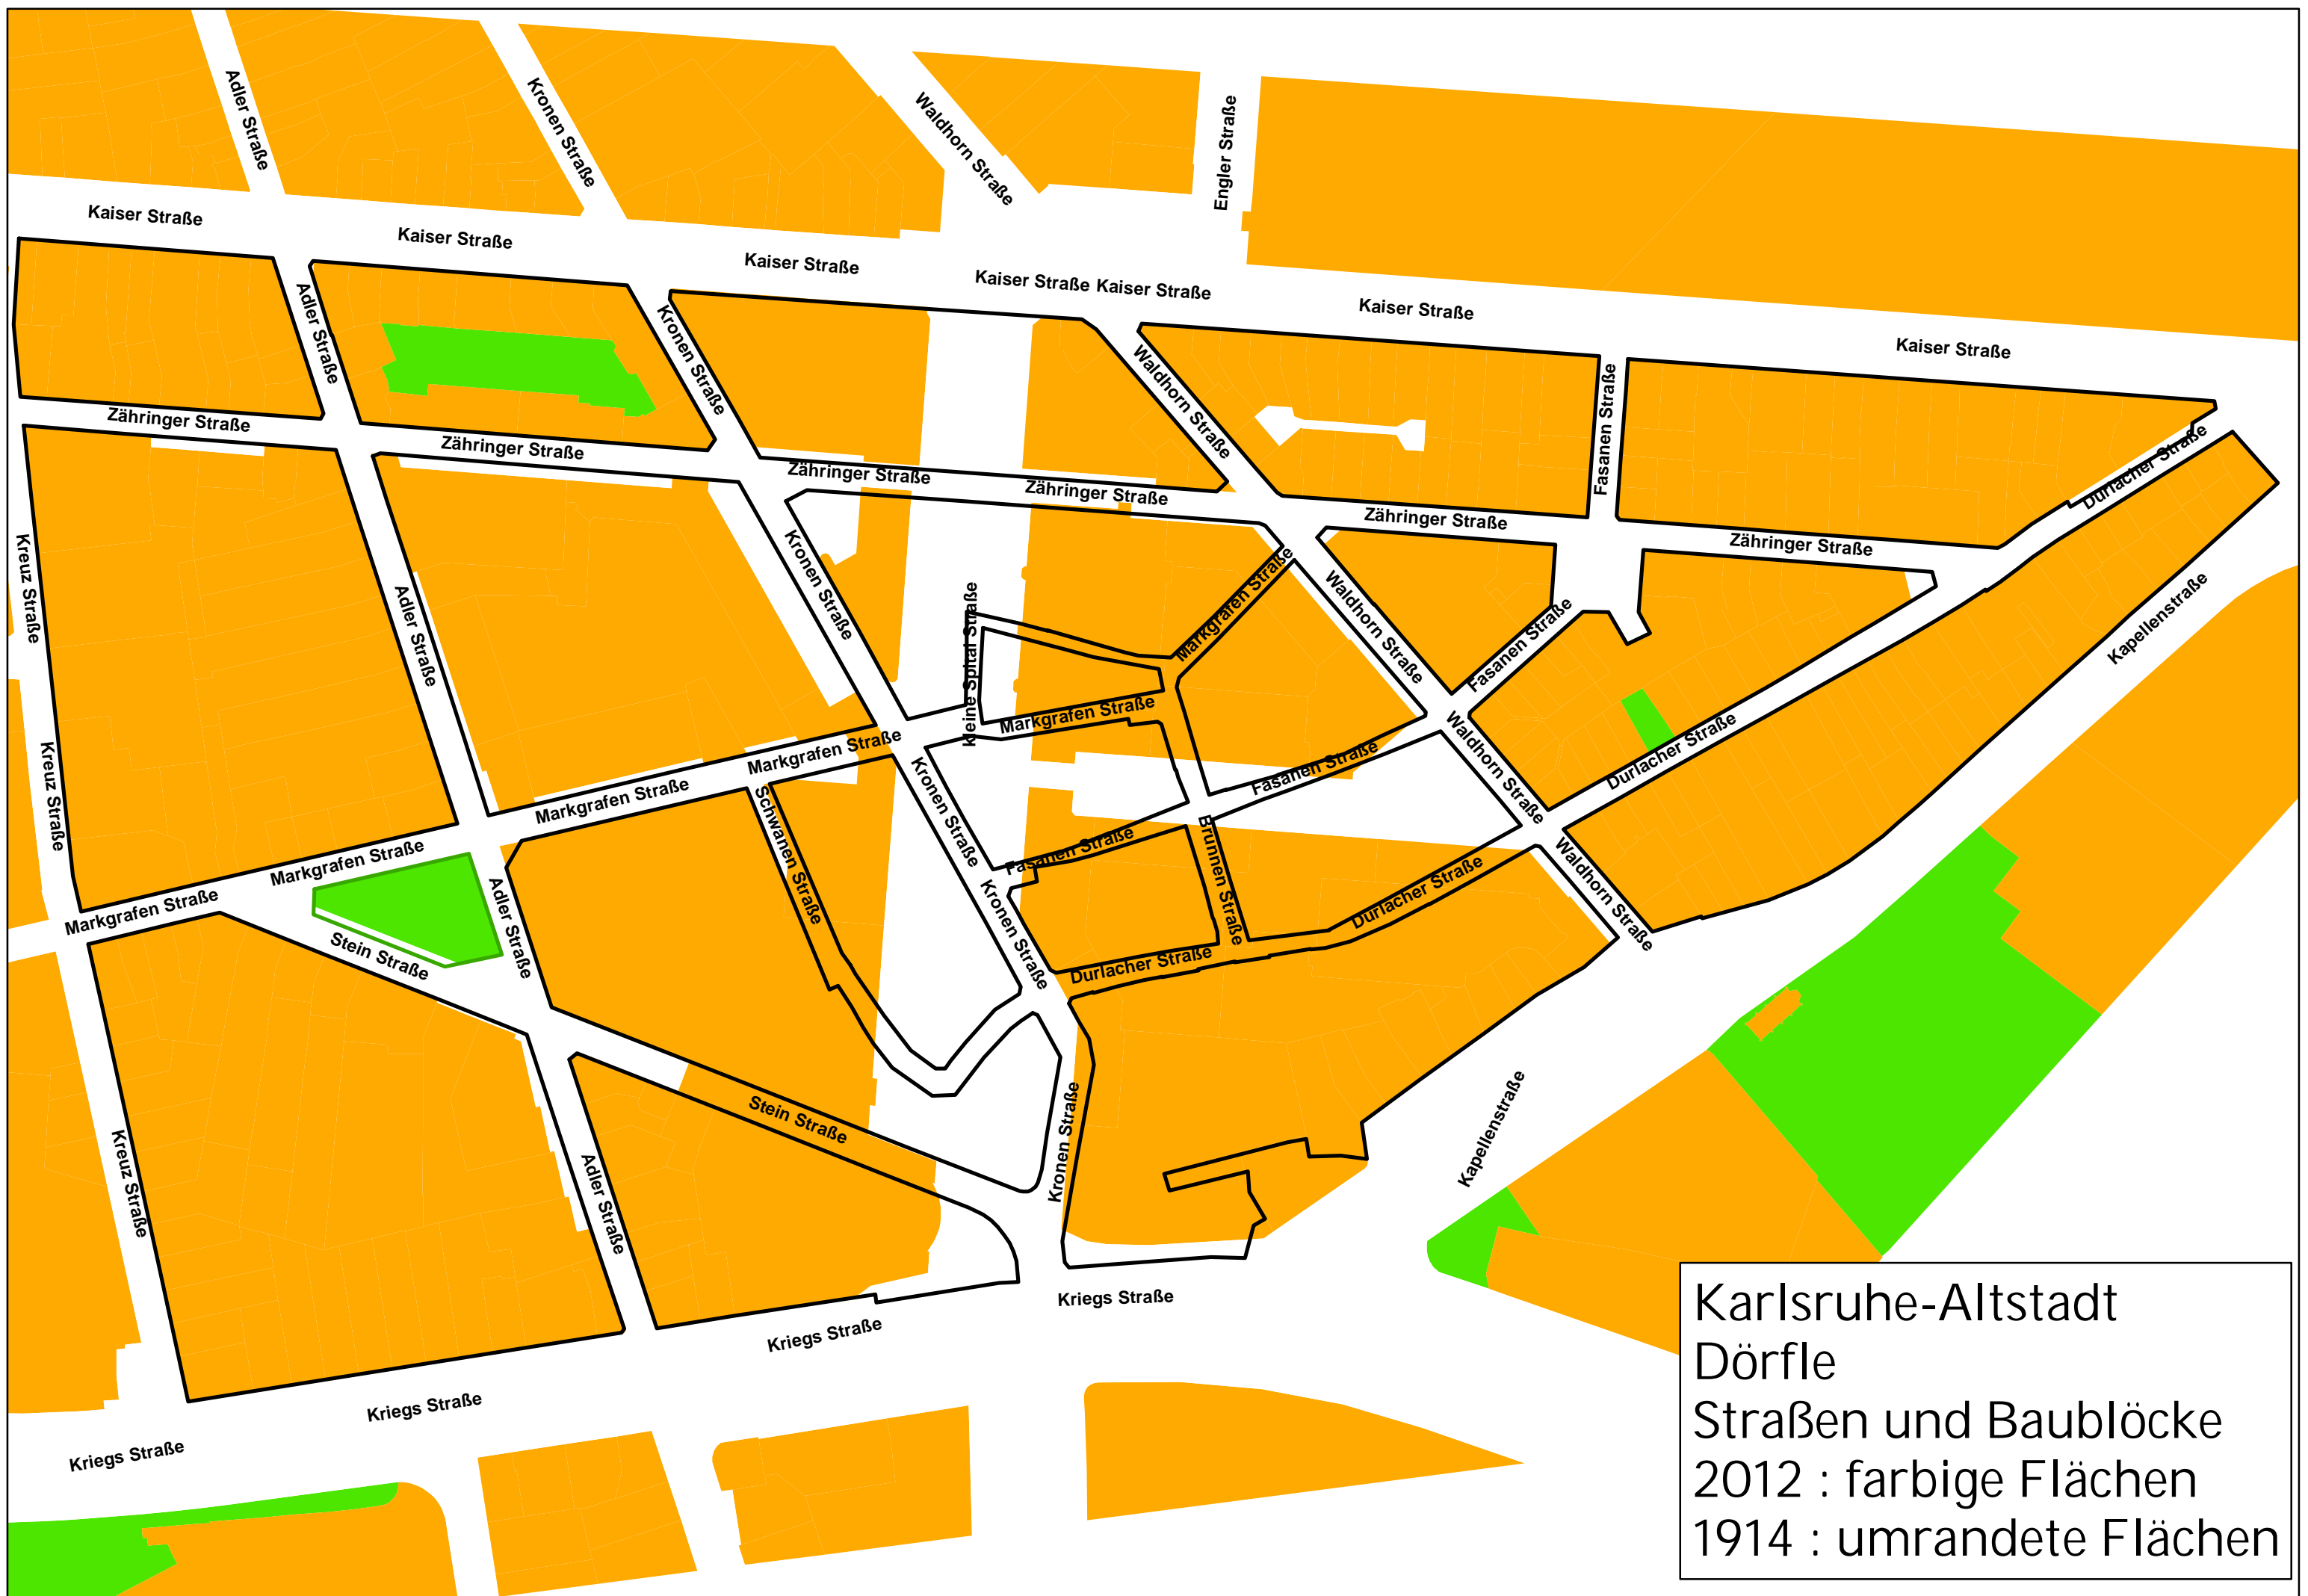 Adler Straße
Kronen Straße
Waldhorn Straße
Engler Straße
Kaiser Straße
Kaiser Straße
Kaiser Straße
Kaiser Straße
Kaiser Straße
Kaiser Straße
Kaiser Straße
Adler Straße
Kronen Straße
Waldhorn Straße
Fasanen Straße
Durlacher Straße
Zähringer Straße
Zähringer Straße
Zähringer Straße
Zähringer Straße
Zähringer Straße
Zähringer Straße
Kreuz Straße
Adler Straße
Kronen Straße
Kleine Spital Straße
Markgrafen Straße
Waldhorn Straße
Fasanen Straße
Kapellenstraße
Kreuz Straße
Markgrafen Straße
Markgrafen Straße
Markgrafen Straße
Fasanen Straße
Waldhorn Straße
Durlacher Straße
Markgrafen Straße
Markgrafen Straße
Schwanen Straße
Kronen Straße
Fasanen Straße
Brunnen Straße
Durlacher Straße
Waldhorn Straße
Stein Straße
Adler Straße
Kronen Straße
Durlacher Straße
Kreuz Straße
Adler Straße
Stein Straße
Kronen Straße
Kapellenstraße
Kriegs Straße
Kriegs Straße
Kriegs Straße
Kriegs Straße
Karlsruhe-Altstadt
Dörfle
Straßen und Baublöcke
2012 : farbige Flächen
1914 : umrandete Flächen